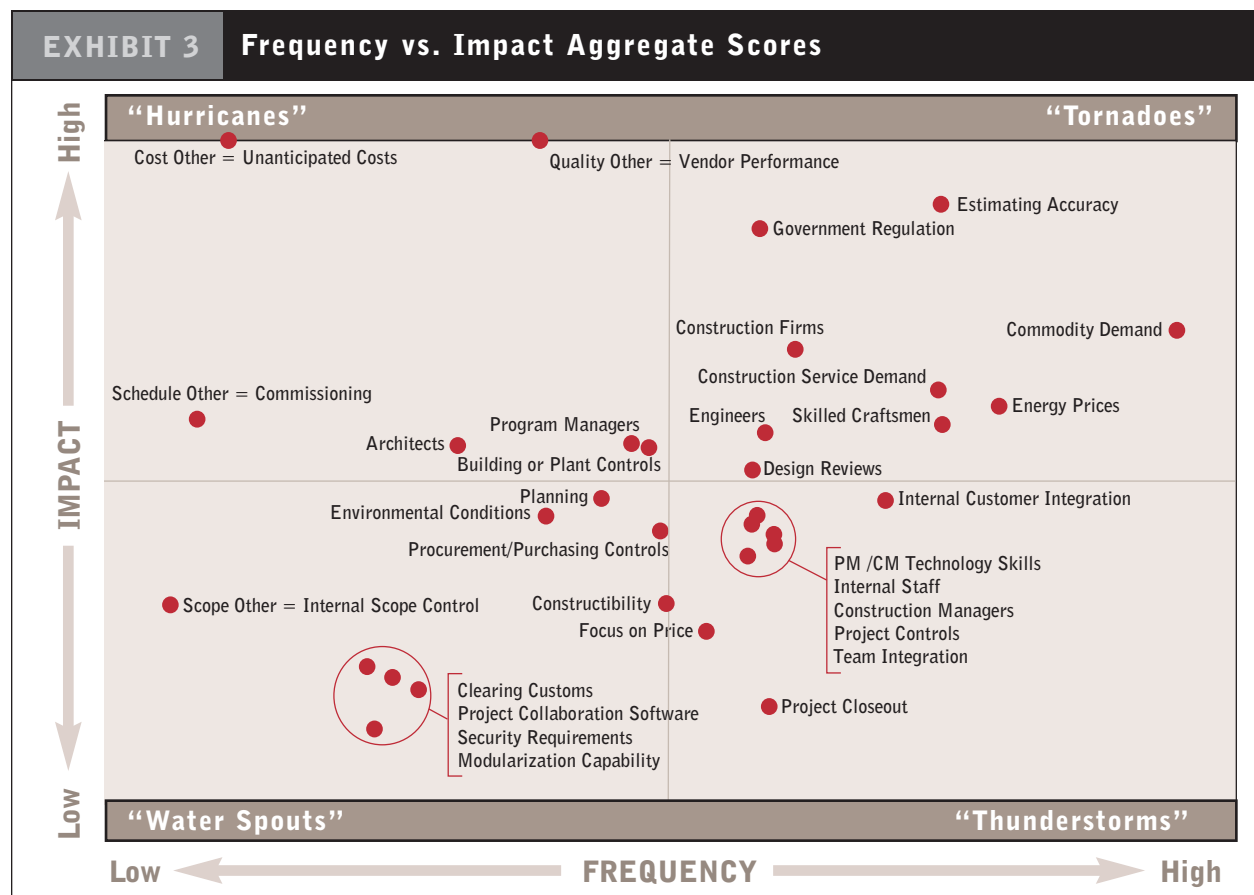 EXHIBIT 3
Frequency vs. Impact Aggregate Scores
High
"Hurricanes"
"Tornadoes"
Cost Other = Unanticipated Costs
Quality Other = Vendor Performance
Estimating Accuracy
Government Regulation
Construction Firms
Commodity Demand
Construction Service Demand
Schedule Other = Commissioning
Energy Prices
Engineers
Skilled Craftsmen
Program Managers
Architects
Building or Plant Controls
Design Reviews
IMPACT
Planning
Internal Customer Integration
Environmental Conditions
Procurement/Purchasing Controls
PM /CM Technology Skills
Internal Staff
Construction Managers
Project Controls
Team Integration
Scope Other = Internal Scope Control
Constructibility
Focus on Price
Clearing Customs
Project Collaboration Software
Security Requirements
Modularization Capability
Project Closeout
Low
"Water Spouts"
"Thunderstorms"
Low
FREQUENCY
High